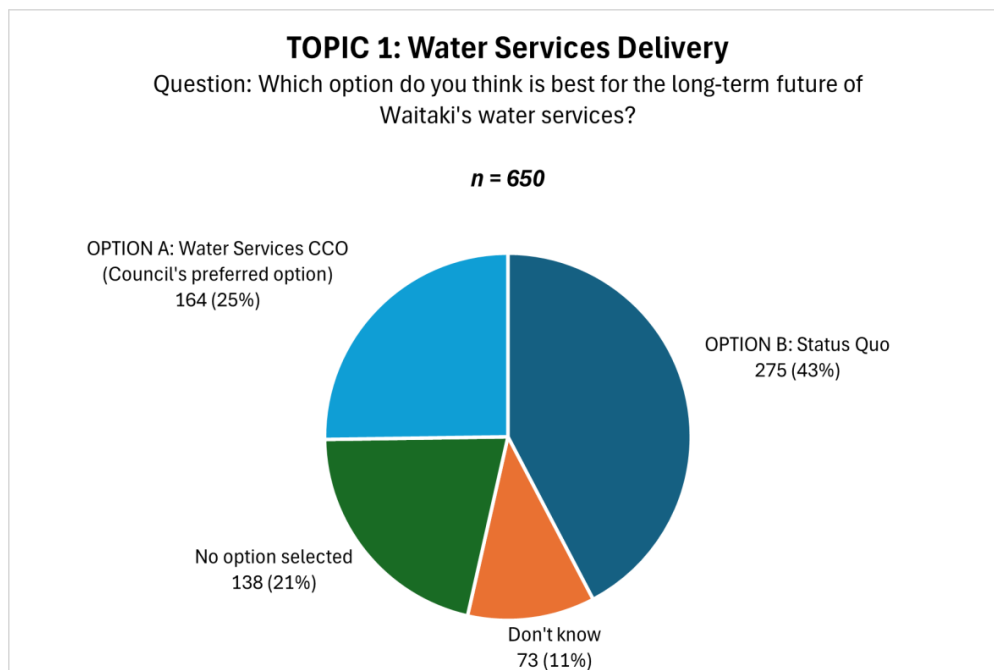 TOPIC 1: Water Services Delivery
Question: Which option do you think is best for the long-term future of
Waitaki's water services?
n = 650
OPTION A: Water Services CCO
(Council's preferred option)
164 (25%)
OPTION B: Status Quo
275 (43%)
No option selected
138 (21%)
Don't know
73 (11%)